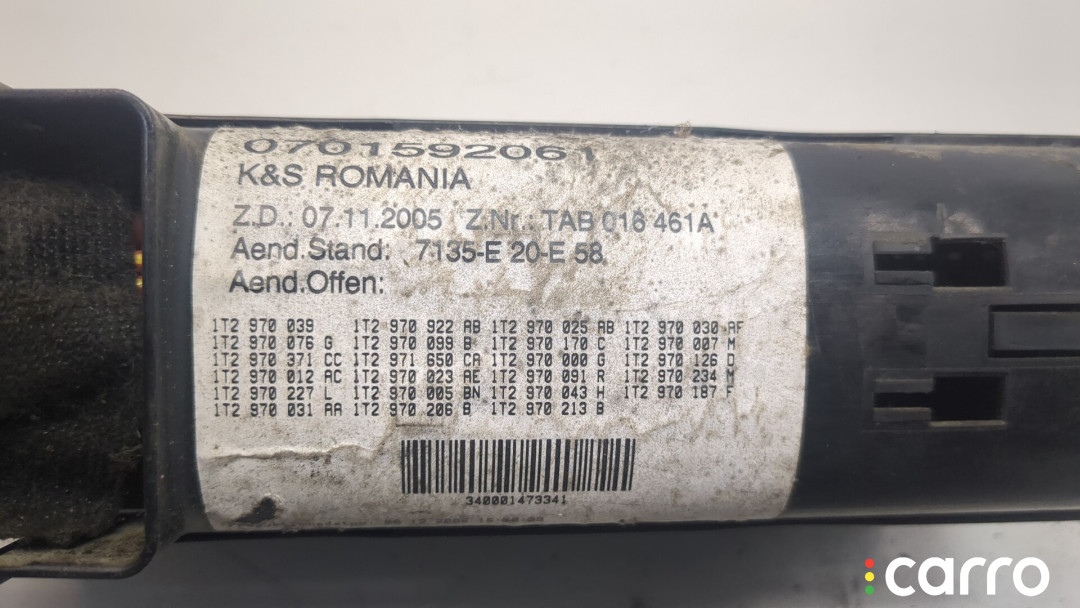 0701592061
K&S ROMANIA
Z.D.: 07.11.2005 Z.Nr.: TAB 018 461A
Aend.Stand: 7135-E 20-E 58
Aend.Offen:
1T2 970 039 1T2 970 922 AB 1T2 970 025 AB 1T2 970 030 AF
1T2 970 076 G 1T2 970 099 B 1T2 970 170 C 1T2 970 007 M
1T2 970 371 CC 1T2 971 650 CA 1T2 970 000 G 1T2 970 126 D
1T2 970 012 AC 1T2 970 023 AE 1T2 970 091 R 1T2 970 234 M
1T2 970 227 L 1T2 970 005 BN 1T2 970 043 H 1T2 970 187 F
1T2 970 031 AA 1T2 970 206 B 1T2 970 213 B
340001473341
carro